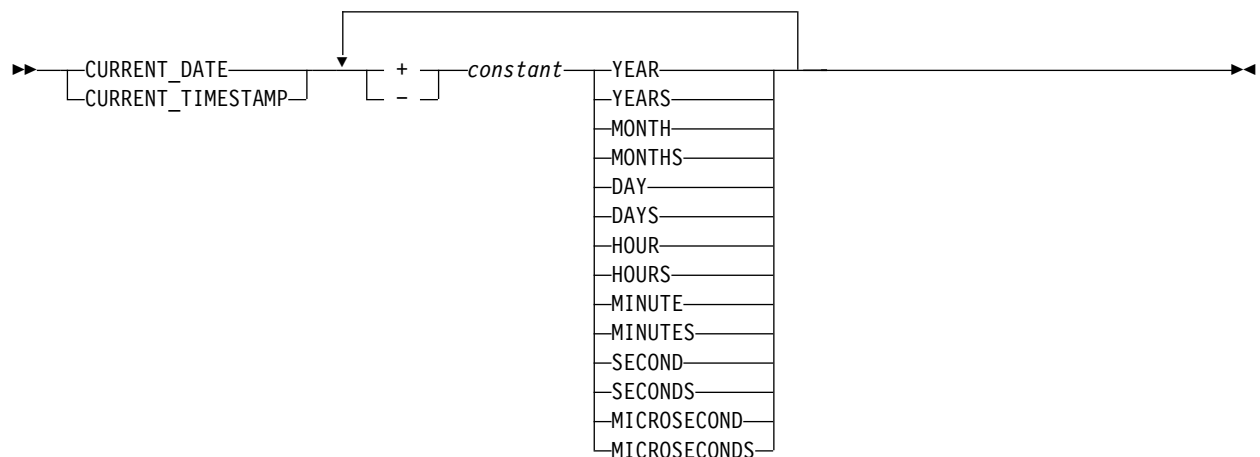 CURRENT_DATE + constant YEAR
CURRENT_TIMESTAMP − YEARS
MONTH
MONTHS
DAY
DAYS
HOUR
HOURS
MINUTE
MINUTES
SECOND
SECONDS
MICROSECOND
MICROSECONDS